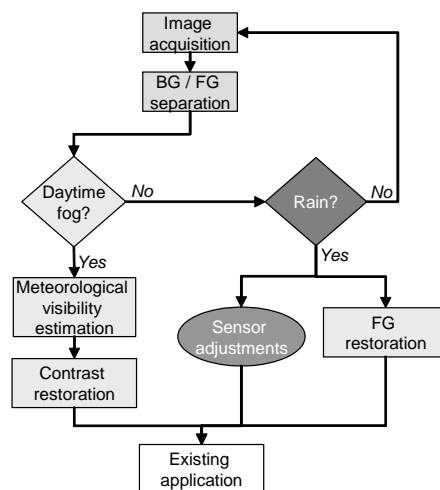 Image
acquisition
BG / FG
separation
Daytime
fog?
No
Rain?
No
Yes
Yes
Meteorological
visibility
estimation
Sensor
adjustments
FG
restoration
Contrast
restoration
Existing
application